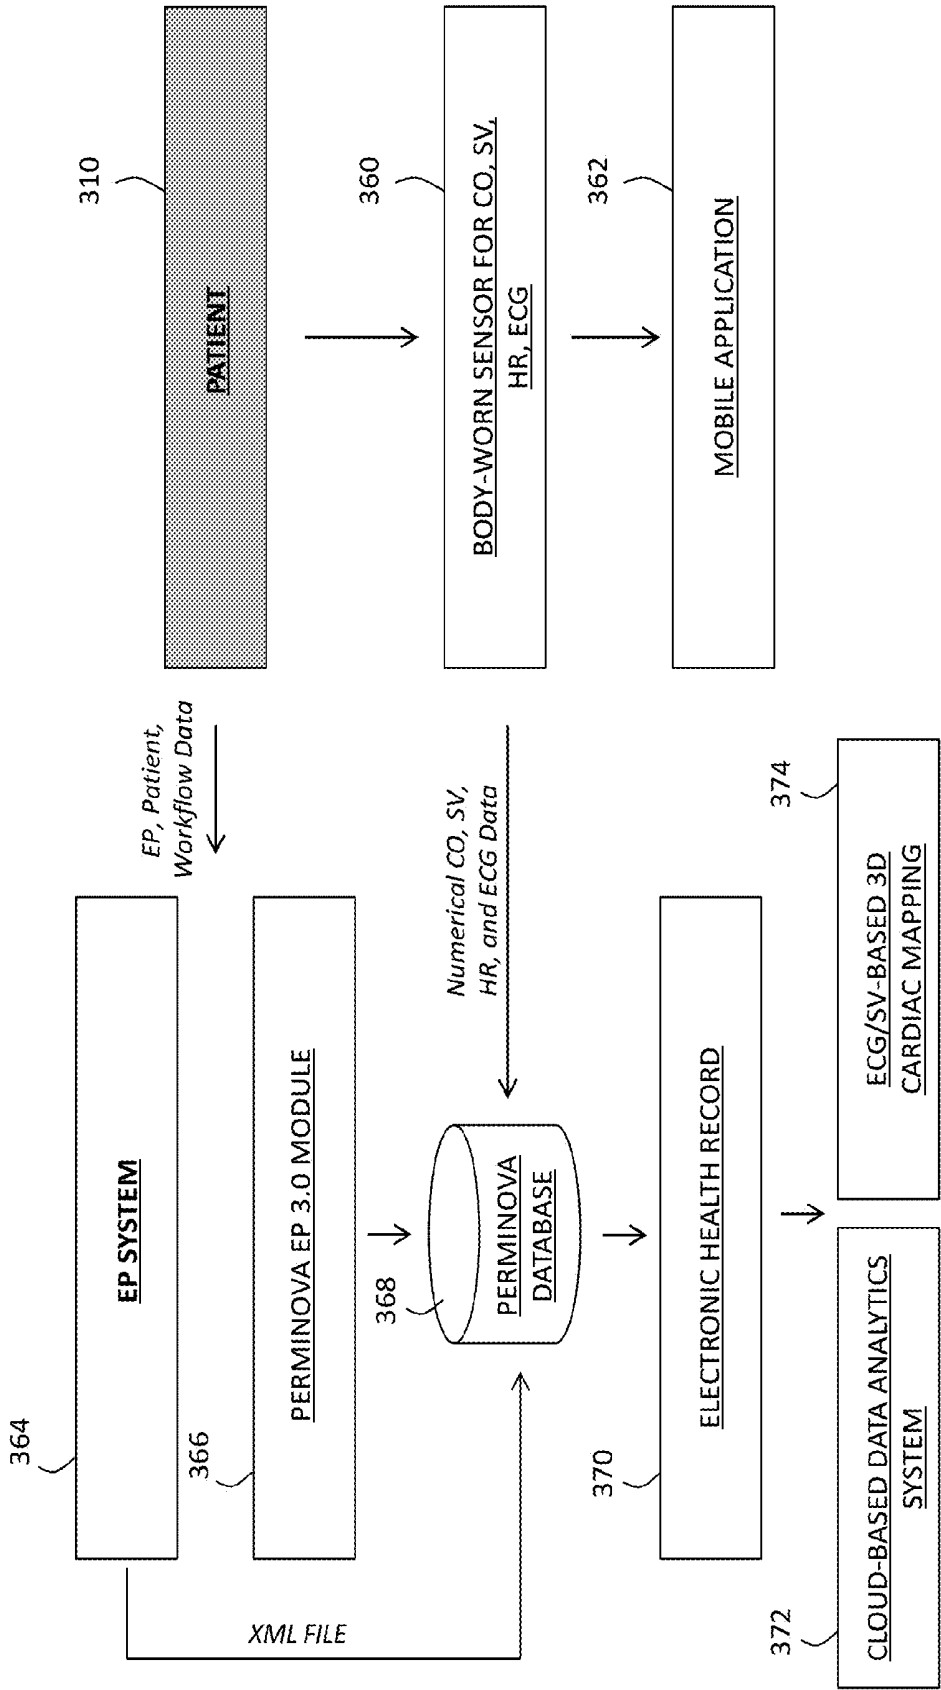 364
EP SYSTEM
EP, Patient,
Workflow Data
310
PATIENT
366
PERMINOVA EP 3.0 MODULE
XML FILE
368
PERMINOVA
DATABASE
Numerical CO, SV,
HR, and ECG Data
360
BODY-WORN SENSOR FOR CO, SV,
HR, ECG
370
ELECTRONIC HEALTH RECORD
362
MOBILE APPLICATION
372
CLOUD-BASED DATA ANALYTICS
SYSTEM
374
ECG/SV-BASED 3D
CARDIAC MAPPING